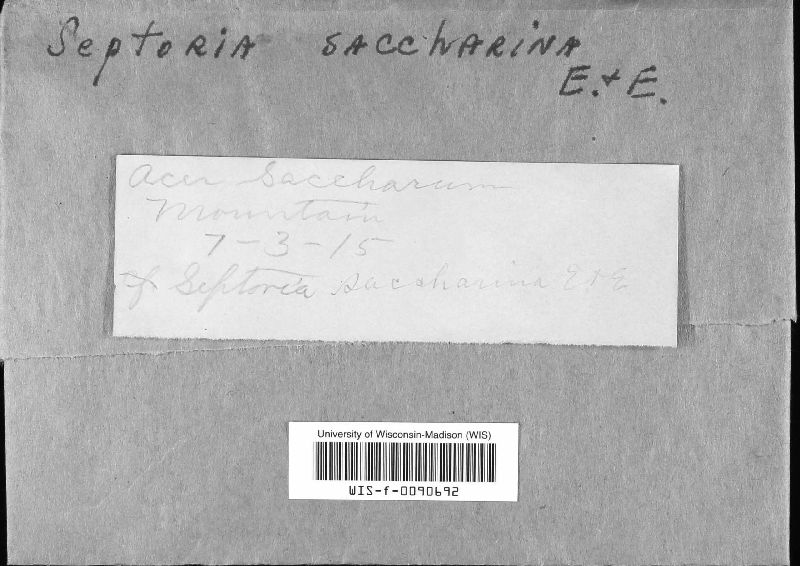 Septoria saccharina
E. & E.
Acer Saccharum
Mountain
7-3-15
Septoria saccharina E & E
University of Wisconsin-Madison (WIS)
WIS-f-0090692